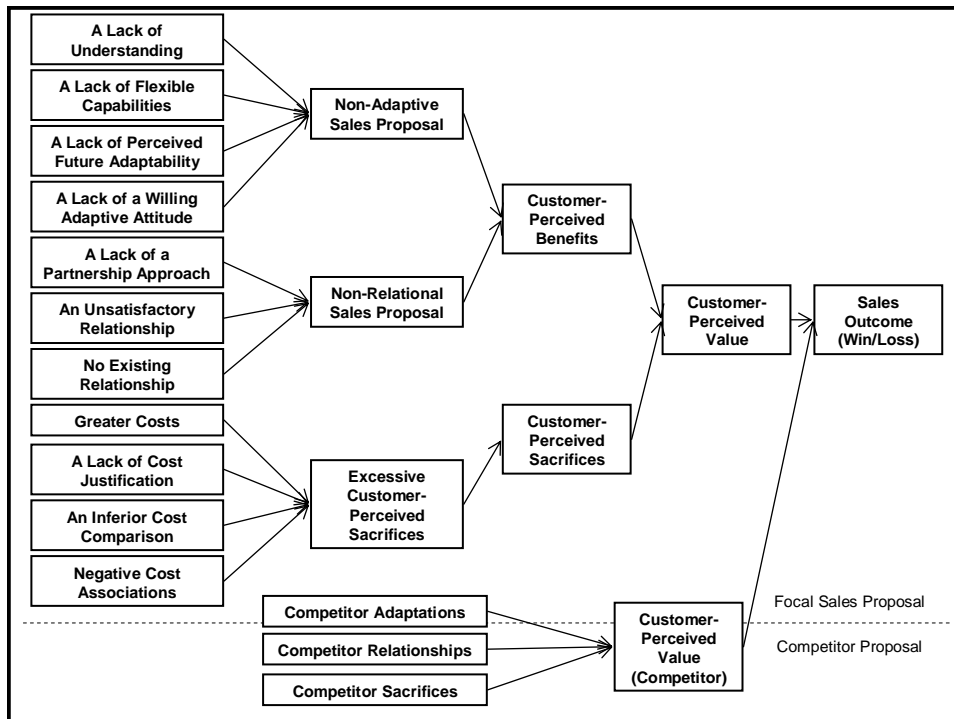 A Lack of
Understanding
A Lack of Flexible
Capabilities
A Lack of Perceived
Future Adaptability
A Lack of a Willing
Adaptive Attitude
A Lack of a
Partnership Approach
An Unsatisfactory
Relationship
No Existing
Relationship
Greater Costs
A Lack of Cost
Justification
An Inferior Cost
Comparison
Negative Cost
Associations
Non-Adaptive
Sales Proposal
Non-Relational
Sales Proposal
Excessive
Customer-
Perceived
Sacrifices
Customer-
Perceived
Benefits
Customer-
Perceived
Sacrifices
Customer-
Perceived
Value
Sales
Outcome
(Win/Loss)
Competitor Adaptations
Competitor Relationships
Competitor Sacrifices
Customer-
Perceived
Value
(Competitor)
Focal Sales Proposal
Competitor Proposal